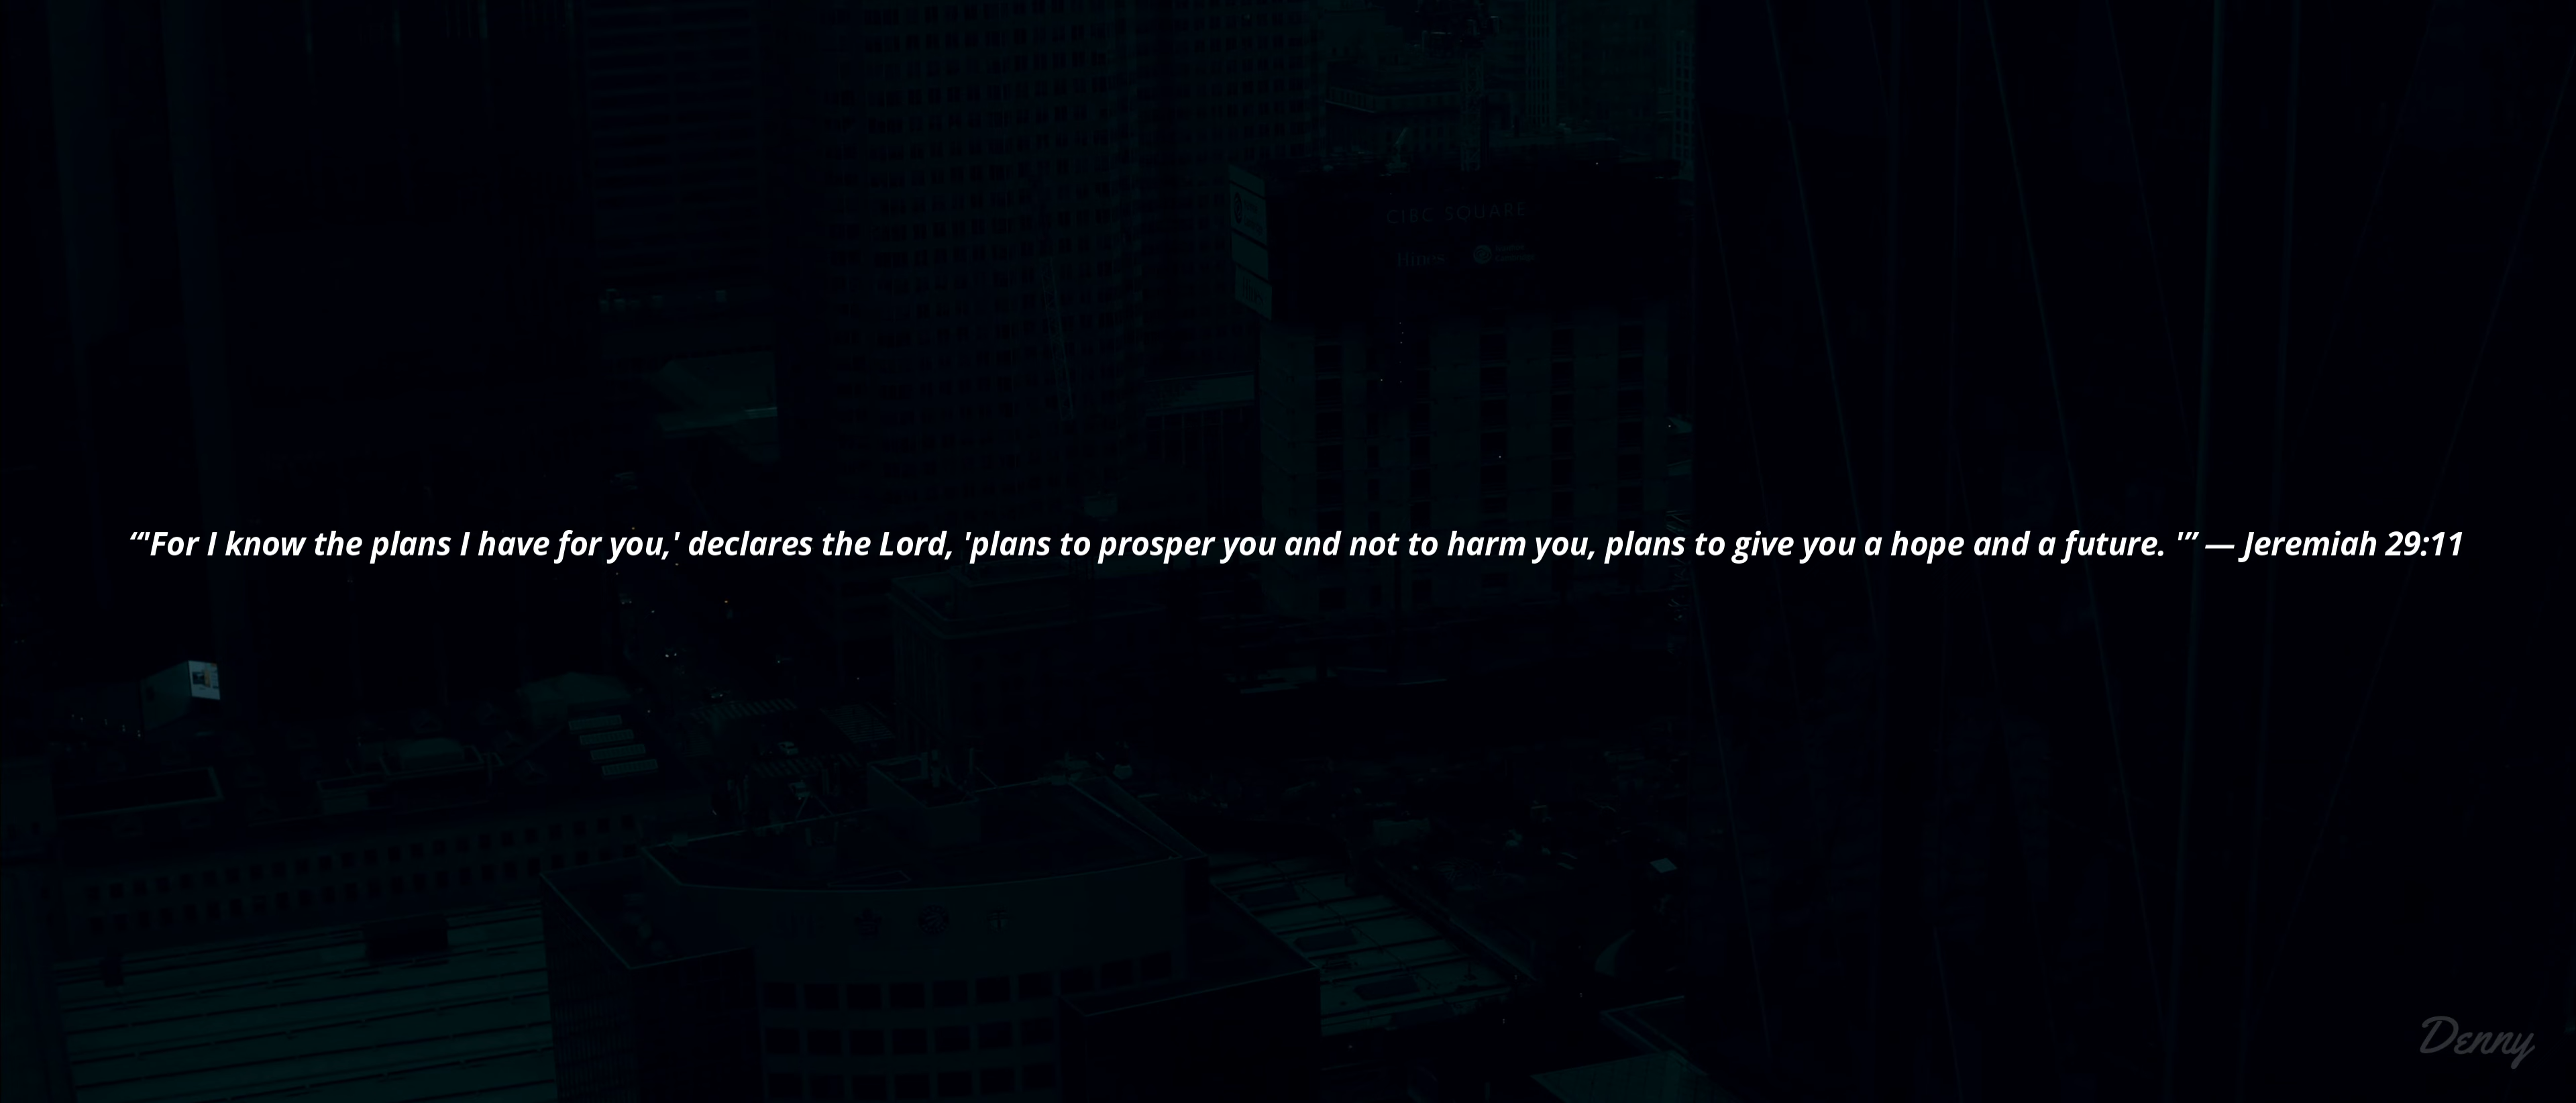 CIBC SQUARE
Hines
“'For I know the plans I have for you,' declares the Lord, 'plans to prosper you and not to harm you, plans to give you a hope and a future. '” — Jeremiah 29:11
Denny